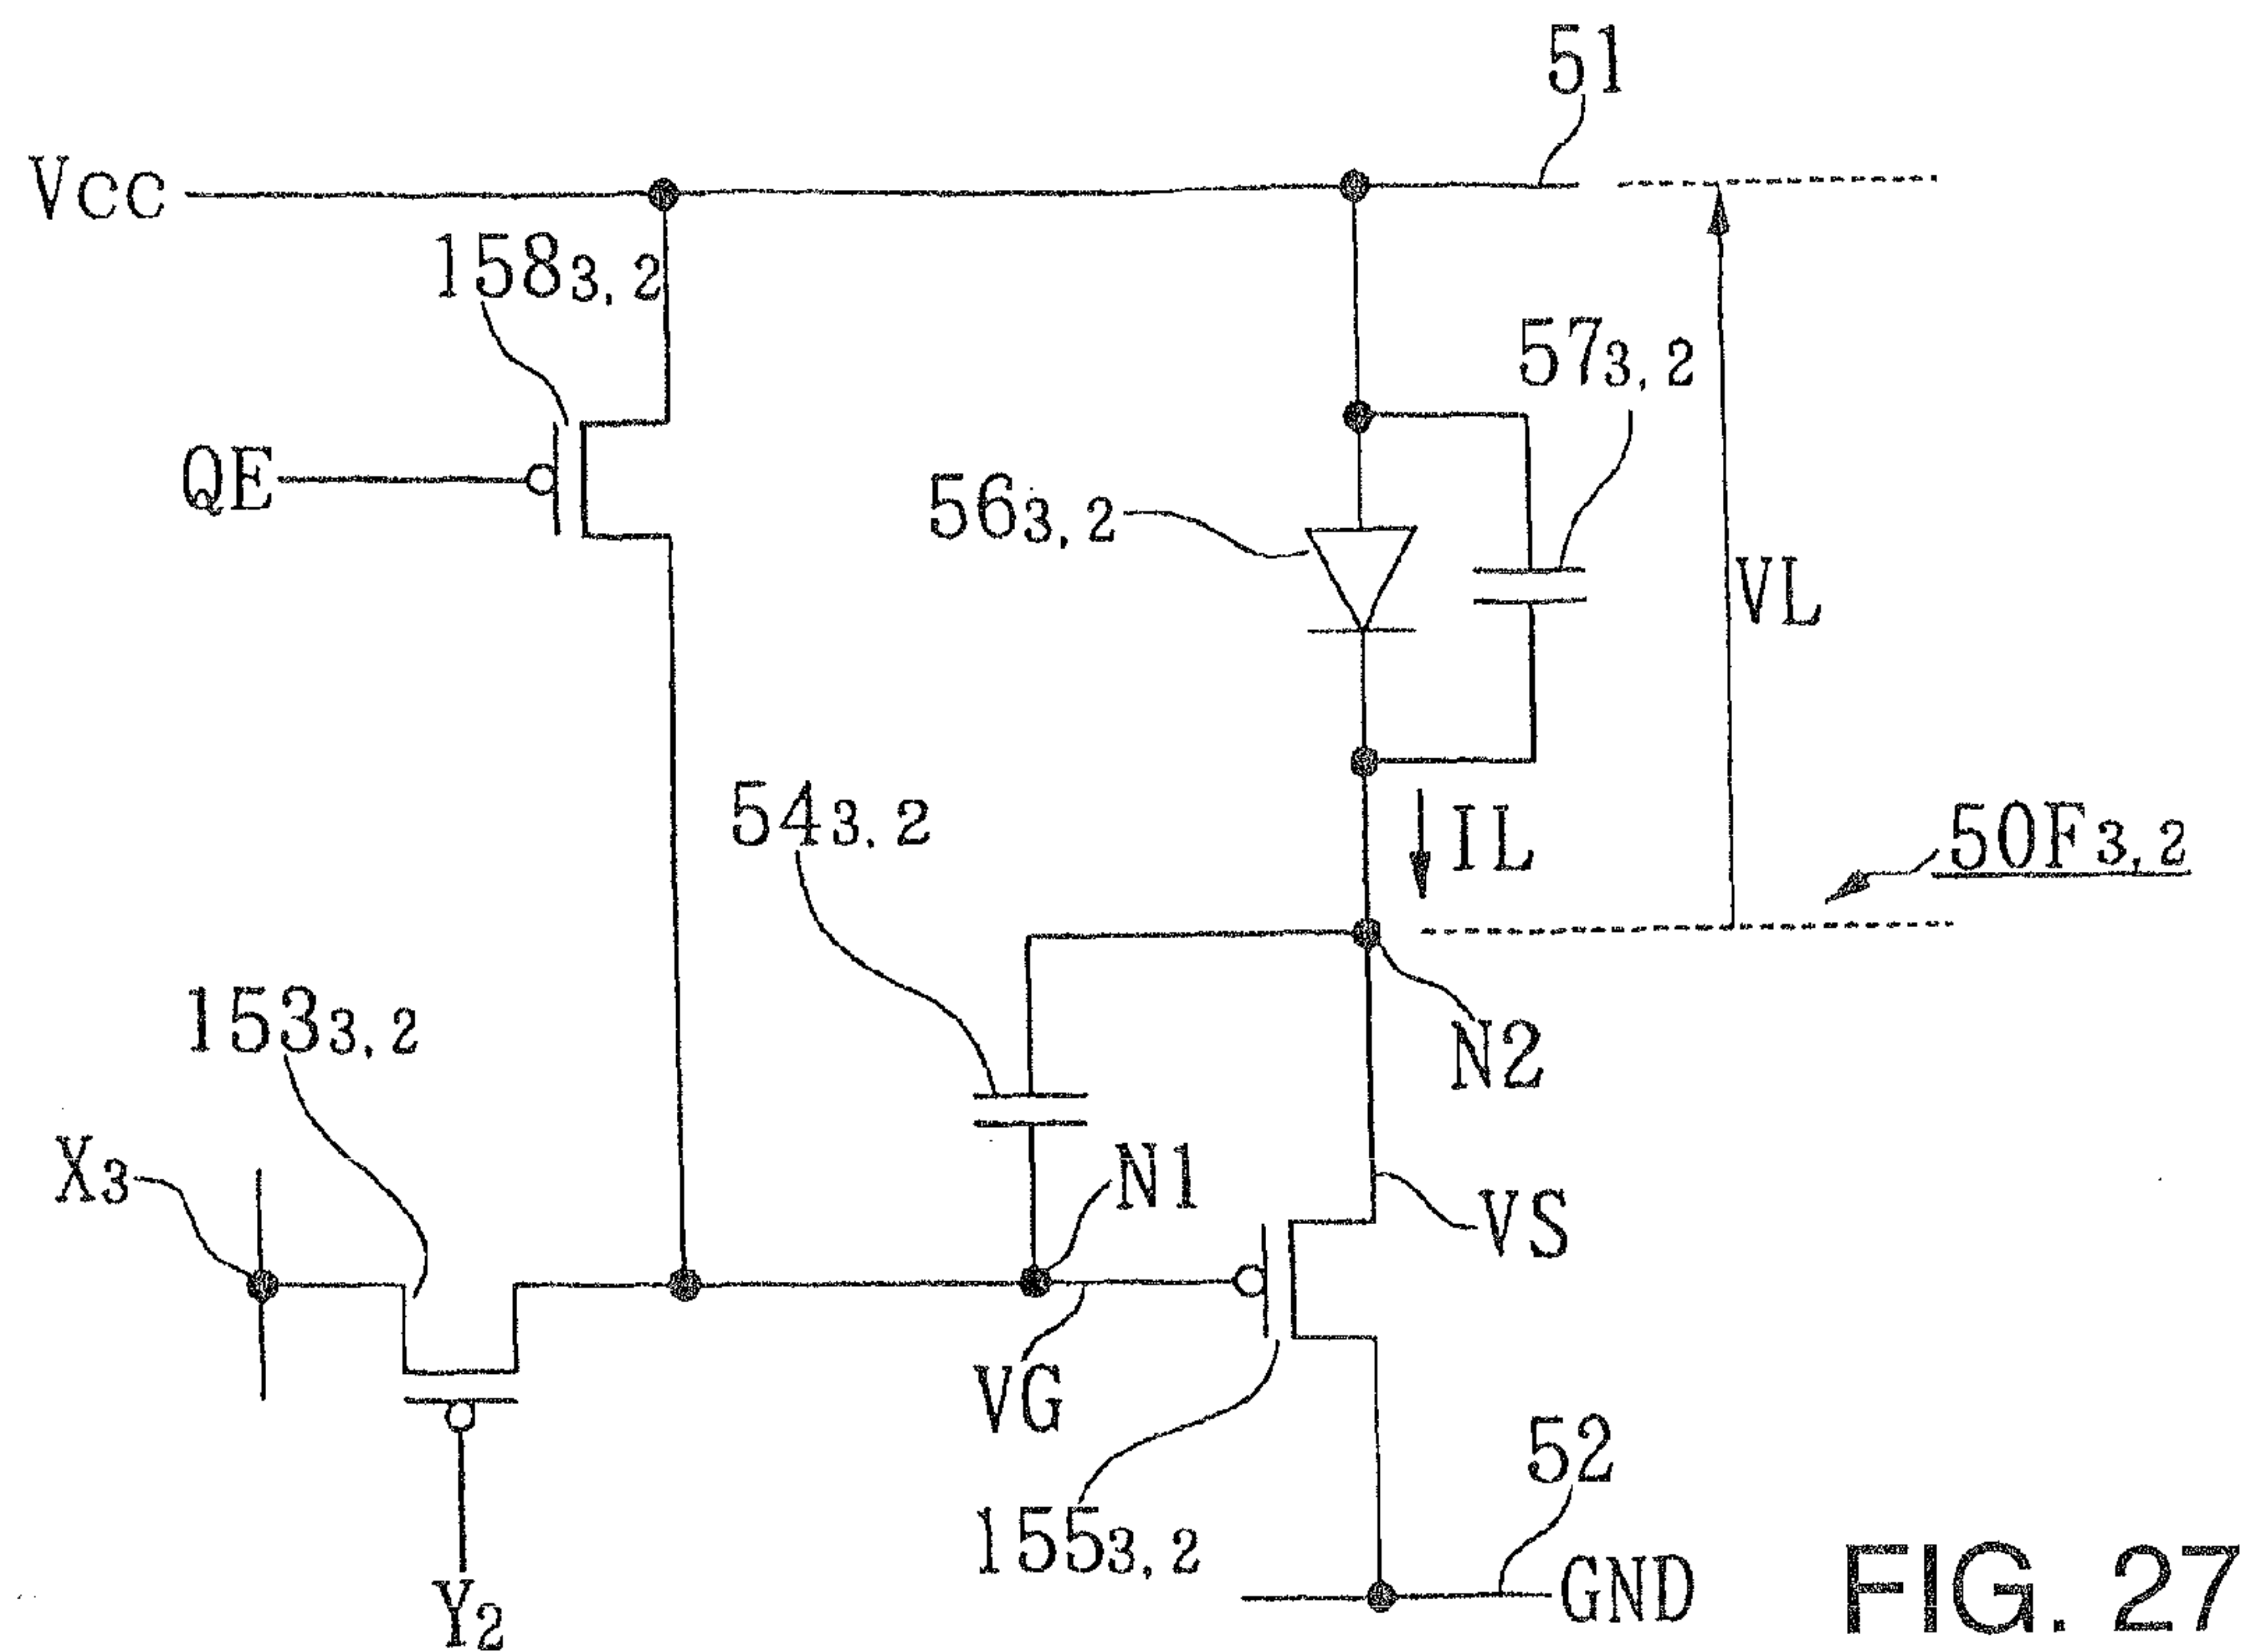 51
VCC
1583,2
573,2
QE
563,2
VL
543,2
IL
50F3,2
1533,2
N2
X3
N1
VS
VG
52
1553,2
GND
Y2
FIG. 27